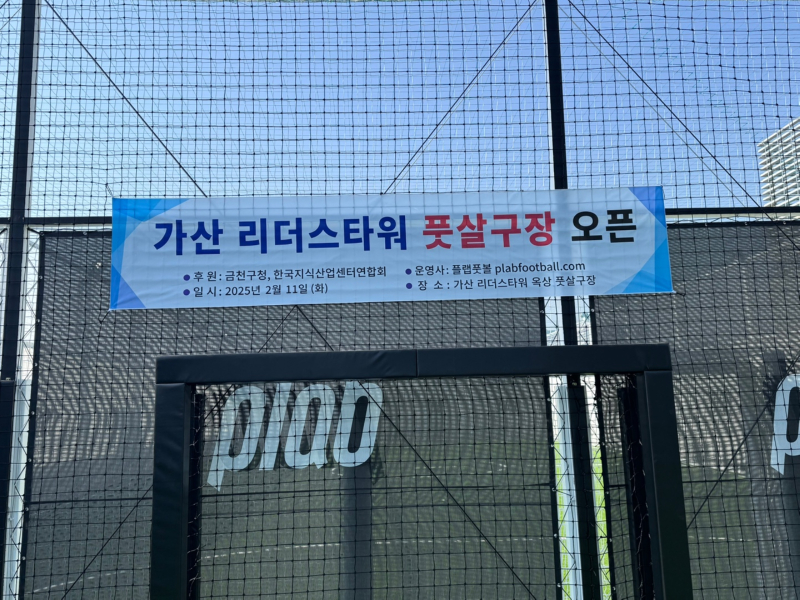 가산 리더스타워 풋살구장 오픈
● 후 원 : 금천구청, 한국지식산업센터연합회
● 일 시 : 2025년 2월 11일 (화)
● 운영사 : 플랩풋볼 plabfootball.com
● 장 소 : 가산 리더스타워 옥상 풋살구장
plab